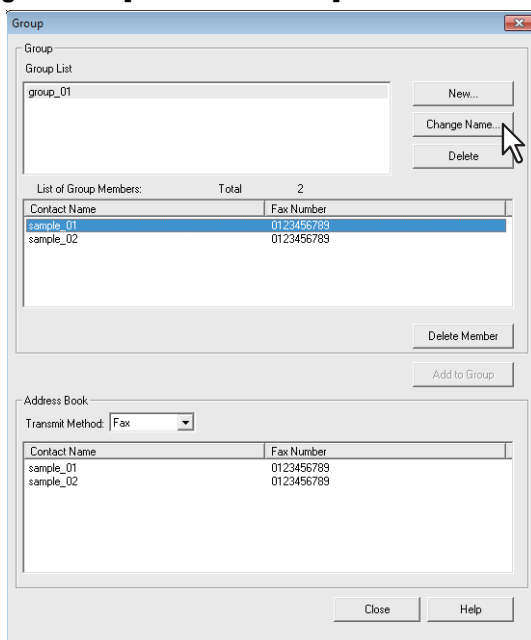 Group
Group
Group List
group_01
New...
Change Name...
Delete
List of Group Members: Total 2
Contact Name Fax Number
sample_01 0123456789
sample_02 0123456789
Delete Member
Add to Group
Address Book
Transmit Method: Fax
Contact Name Fax Number
sample_01 0123456789
sample_02 0123456789
Close Help